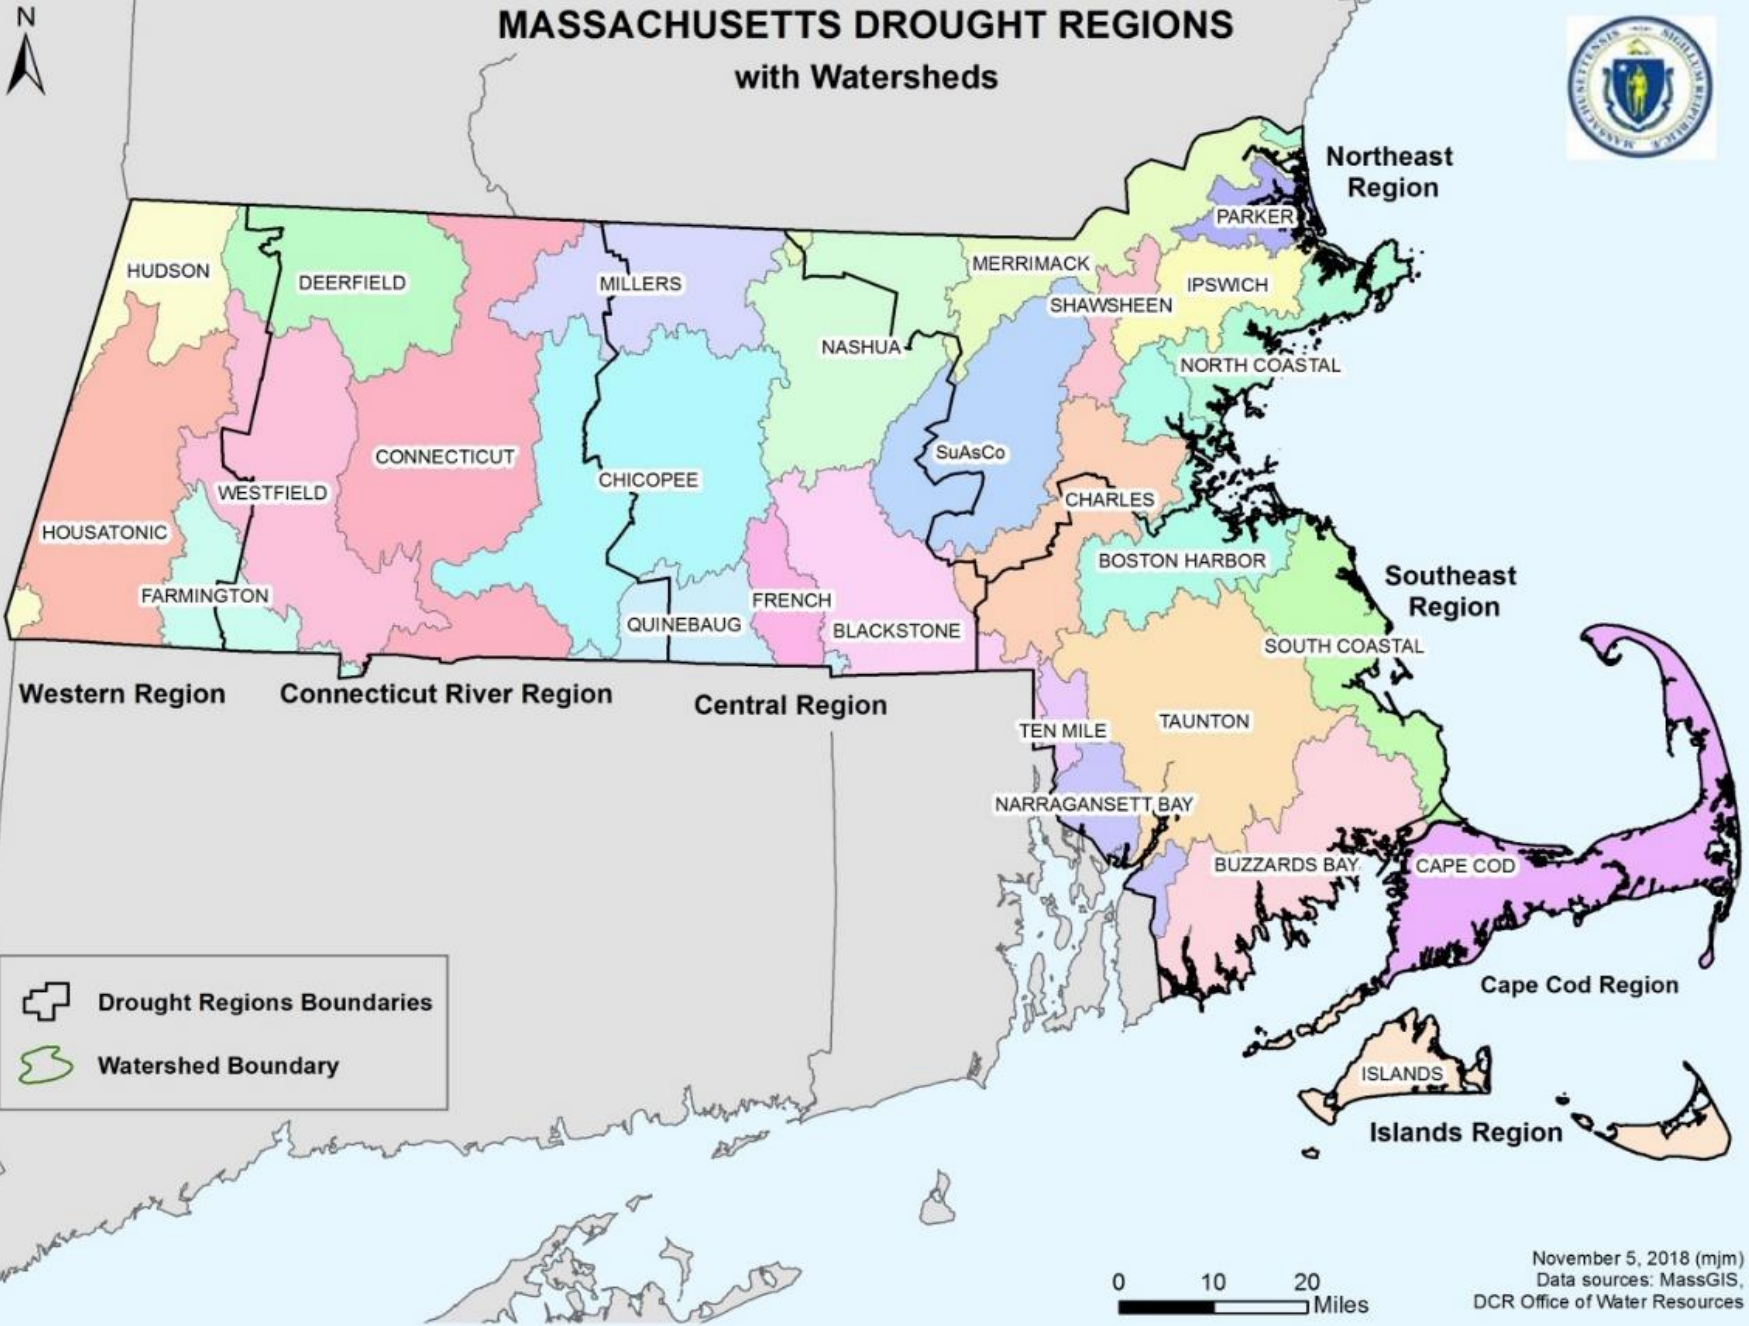 MASSACHUSETTS DROUGHT REGIONS
with Watersheds
N
Northeast
Region
PARKER
HUDSON
DEERFIELD
MILLERS
MERRIMACK
IPSWICH
SHAWSHEEN
NASHUA
NORTH COASTAL
CONNECTICUT
SuAsCo
CHICOPEE
WESTFIELD
CHARLES
HOUSATONIC
BOSTON HARBOR
Southeast
Region
FARMINGTON
FRENCH
QUINEBAUG
BLACKSTONE
SOUTH COASTAL
Western Region
Connecticut River Region
Central Region
TEN MILE
TAUNTON
NARRAGANSETT BAY
BUZZARDS BAY
CAPE COD
Cape Cod Region
Drought Regions Boundaries
Watershed Boundary
ISLANDS
Islands Region
0 10 20
Miles
November 5, 2018 (mjm)
Data sources: MassGIS,
DCR Office of Water Resources